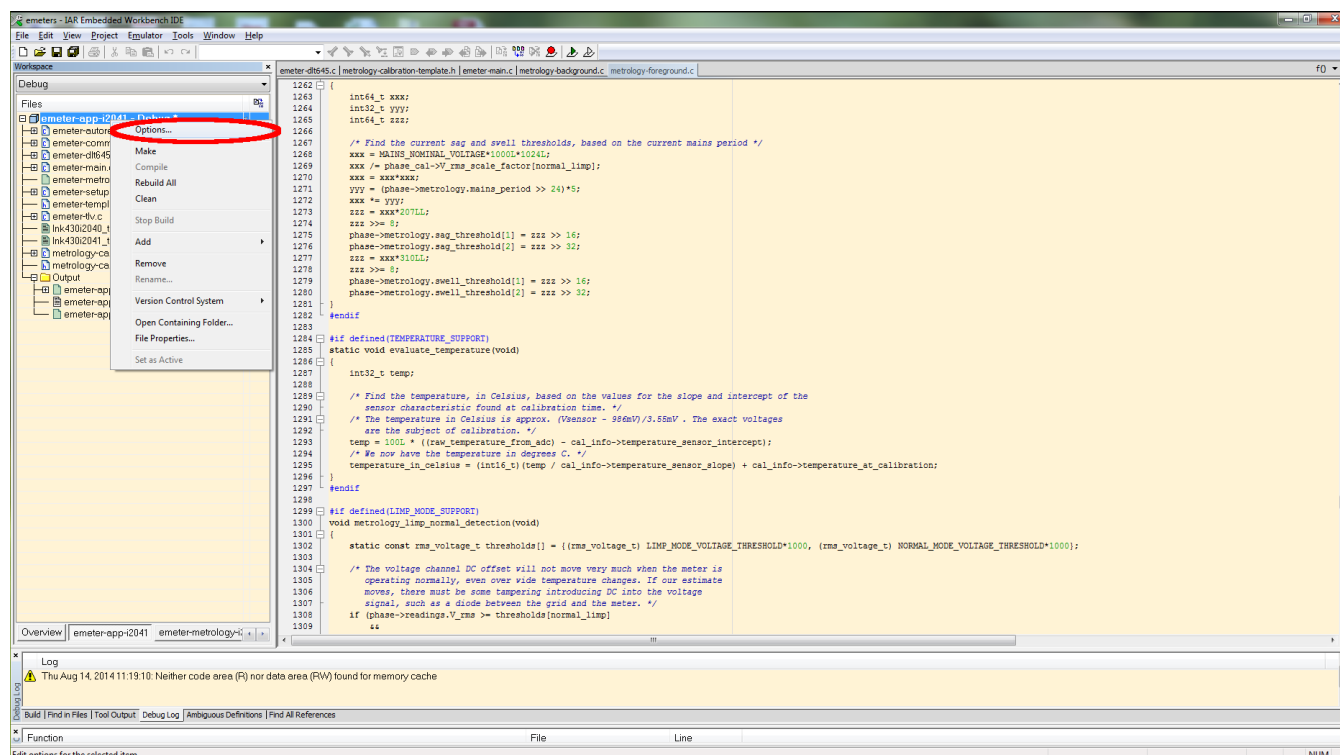 emeters - IAR Embedded Workbench IDE
File Edit View Project Emulator Tools Window Help
Workspace
Debug
Files
emeter-app-i2041 - Debug *
emeter-autore
emeter-comm
emeter-dlt645
emeter-main.
emeter-metro
emeter-setup
emeter-templ
emeter-tlv.c
lnk430i2040_t
lnk430i2041_t
metrology-ca
metrology-ca
Output
emeter-app
emeter-app
emeter-app
Options...
Make
Compile
Rebuild All
Clean
Stop Build
Add
Remove
Rename...
Version Control System
Open Containing Folder...
File Properties...
Set as Active
Overview emeter-app-i2041 emeter-metrology-i2
emeter-dlt645.c | metrology-calibration-template.h | emeter-main.c | metrology-background.c metrology-foreground.c f()
1262 {
1263 int64_t xxx;
1264 int32_t yyy;
1265 int64_t zzz;
1266
1267 /* Find the current sag and swell thresholds, based on the current mains period */
1268 xxx = MAINS_NOMINAL_VOLTAGE*1000L*1024L;
1269 xxx /= phase_cal->V_rms_scale_factor[normal_limp];
1270 xxx = xxx*xxx;
1271 yyy = (phase->metrology.mains_period >> 24)*5;
1272 xxx *= yyy;
1273 zzz = xxx*207LL;
1274 zzz >>= 8;
1275 phase->metrology.sag_threshold[1] = zzz >> 16;
1276 phase->metrology.sag_threshold[2] = zzz >> 32;
1277 zzz = xxx*310LL;
1278 zzz >>= 8;
1279 phase->metrology.swell_threshold[1] = zzz >> 16;
1280 phase->metrology.swell_threshold[2] = zzz >> 32;
1281 }
1282 #endif
1283
1284 #if defined(TEMPERATURE_SUPPORT)
1285 static void evaluate_temperature(void)
1286 {
1287 int32_t temp;
1288
1289 /* Find the temperature, in Celsius, based on the values for the slope and intercept of the
1290 sensor characteristic found at calibration time. */
1291 /* The temperature in Celsius is approx. (Vsensor - 986mV)/3.55mV . The exact voltages
1292 are the subject of calibration. */
1293 temp = 100L * ((raw_temperature_from_adc) - cal_info->temperature_sensor_intercept);
1294 /* We now have the temperature in degrees C. */
1295 temperature_in_celsius = (int16_t)(temp / cal_info->temperature_sensor_slope) + cal_info->temperature_at_calibration;
1296 }
1297 #endif
1298
1299 #if defined(LIMP_MODE_SUPPORT)
1300 void metrology_limp_normal_detection(void)
1301 {
1302 static const rms_voltage_t thresholds[] = {(rms_voltage_t) LIMP_MODE_VOLTAGE_THRESHOLD*1000, (rms_voltage_t) NORMAL_MODE_VOLTAGE_THRESHOLD*1000};
1303
1304 /* The voltage channel DC offset will not move very much when the meter is
1305 operating normally, even over wide temperature changes. If our estimate
1306 moves, there must be some tampering introducing DC into the voltage
1307 signal, such as a diode between the grid and the meter. */
1308 if (phase->readings.V_rms >= thresholds[normal_limp]
1309 &&
Log
Thu Aug 14, 2014 11:19:10: Neither code area (R) nor data area (RW) found for memory cache
Debug Log
Build | Find in Files | Tool Output Debug Log Ambiguous Definitions | Find All References
Function File Line
Edit options for the selected item NUM